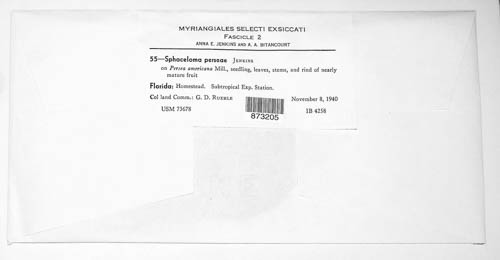 MYRIANGIALES SELECTI EXSICCATI
FASCICLE 2
ANNA E. JENKINS AND A. A. BITANCOURT
55—Sphaceloma perseae JENKINS
on Persea americana Mill., seedling, leaves, stems, and rind of nearly
mature fruit
Florida: Homestead. Subtropical Exp. Station.
Col land Comm.: G. D. RUEHLE
November 8, 1940
USM 73678
IB 4258
873205